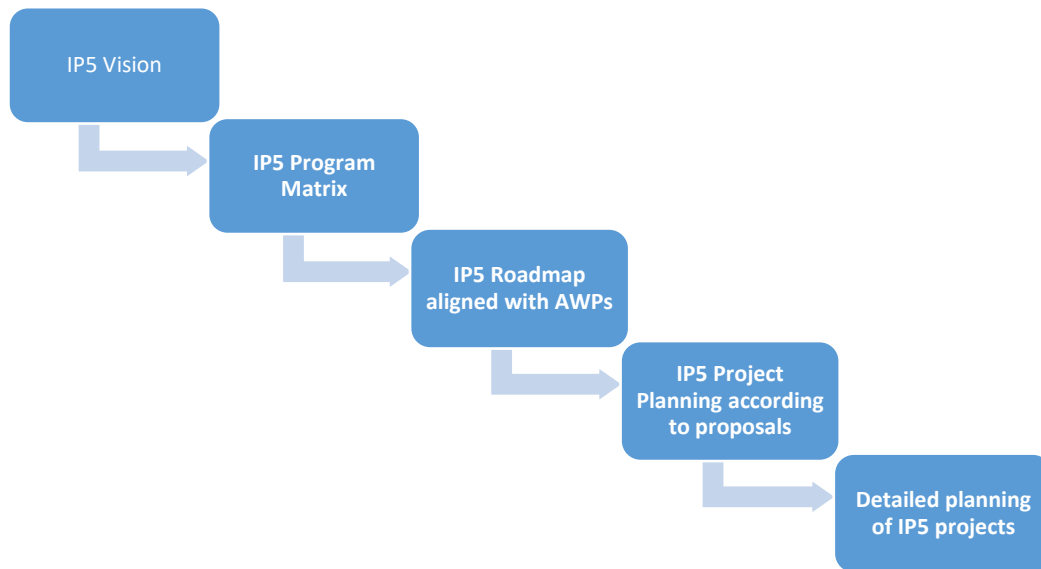 IP5 Vision
IP5 Program
Matrix
IP5 Roadmap
aligned with AWPs
IP5 Project
Planning according
to proposals
Detailed planning
of IP5 projects